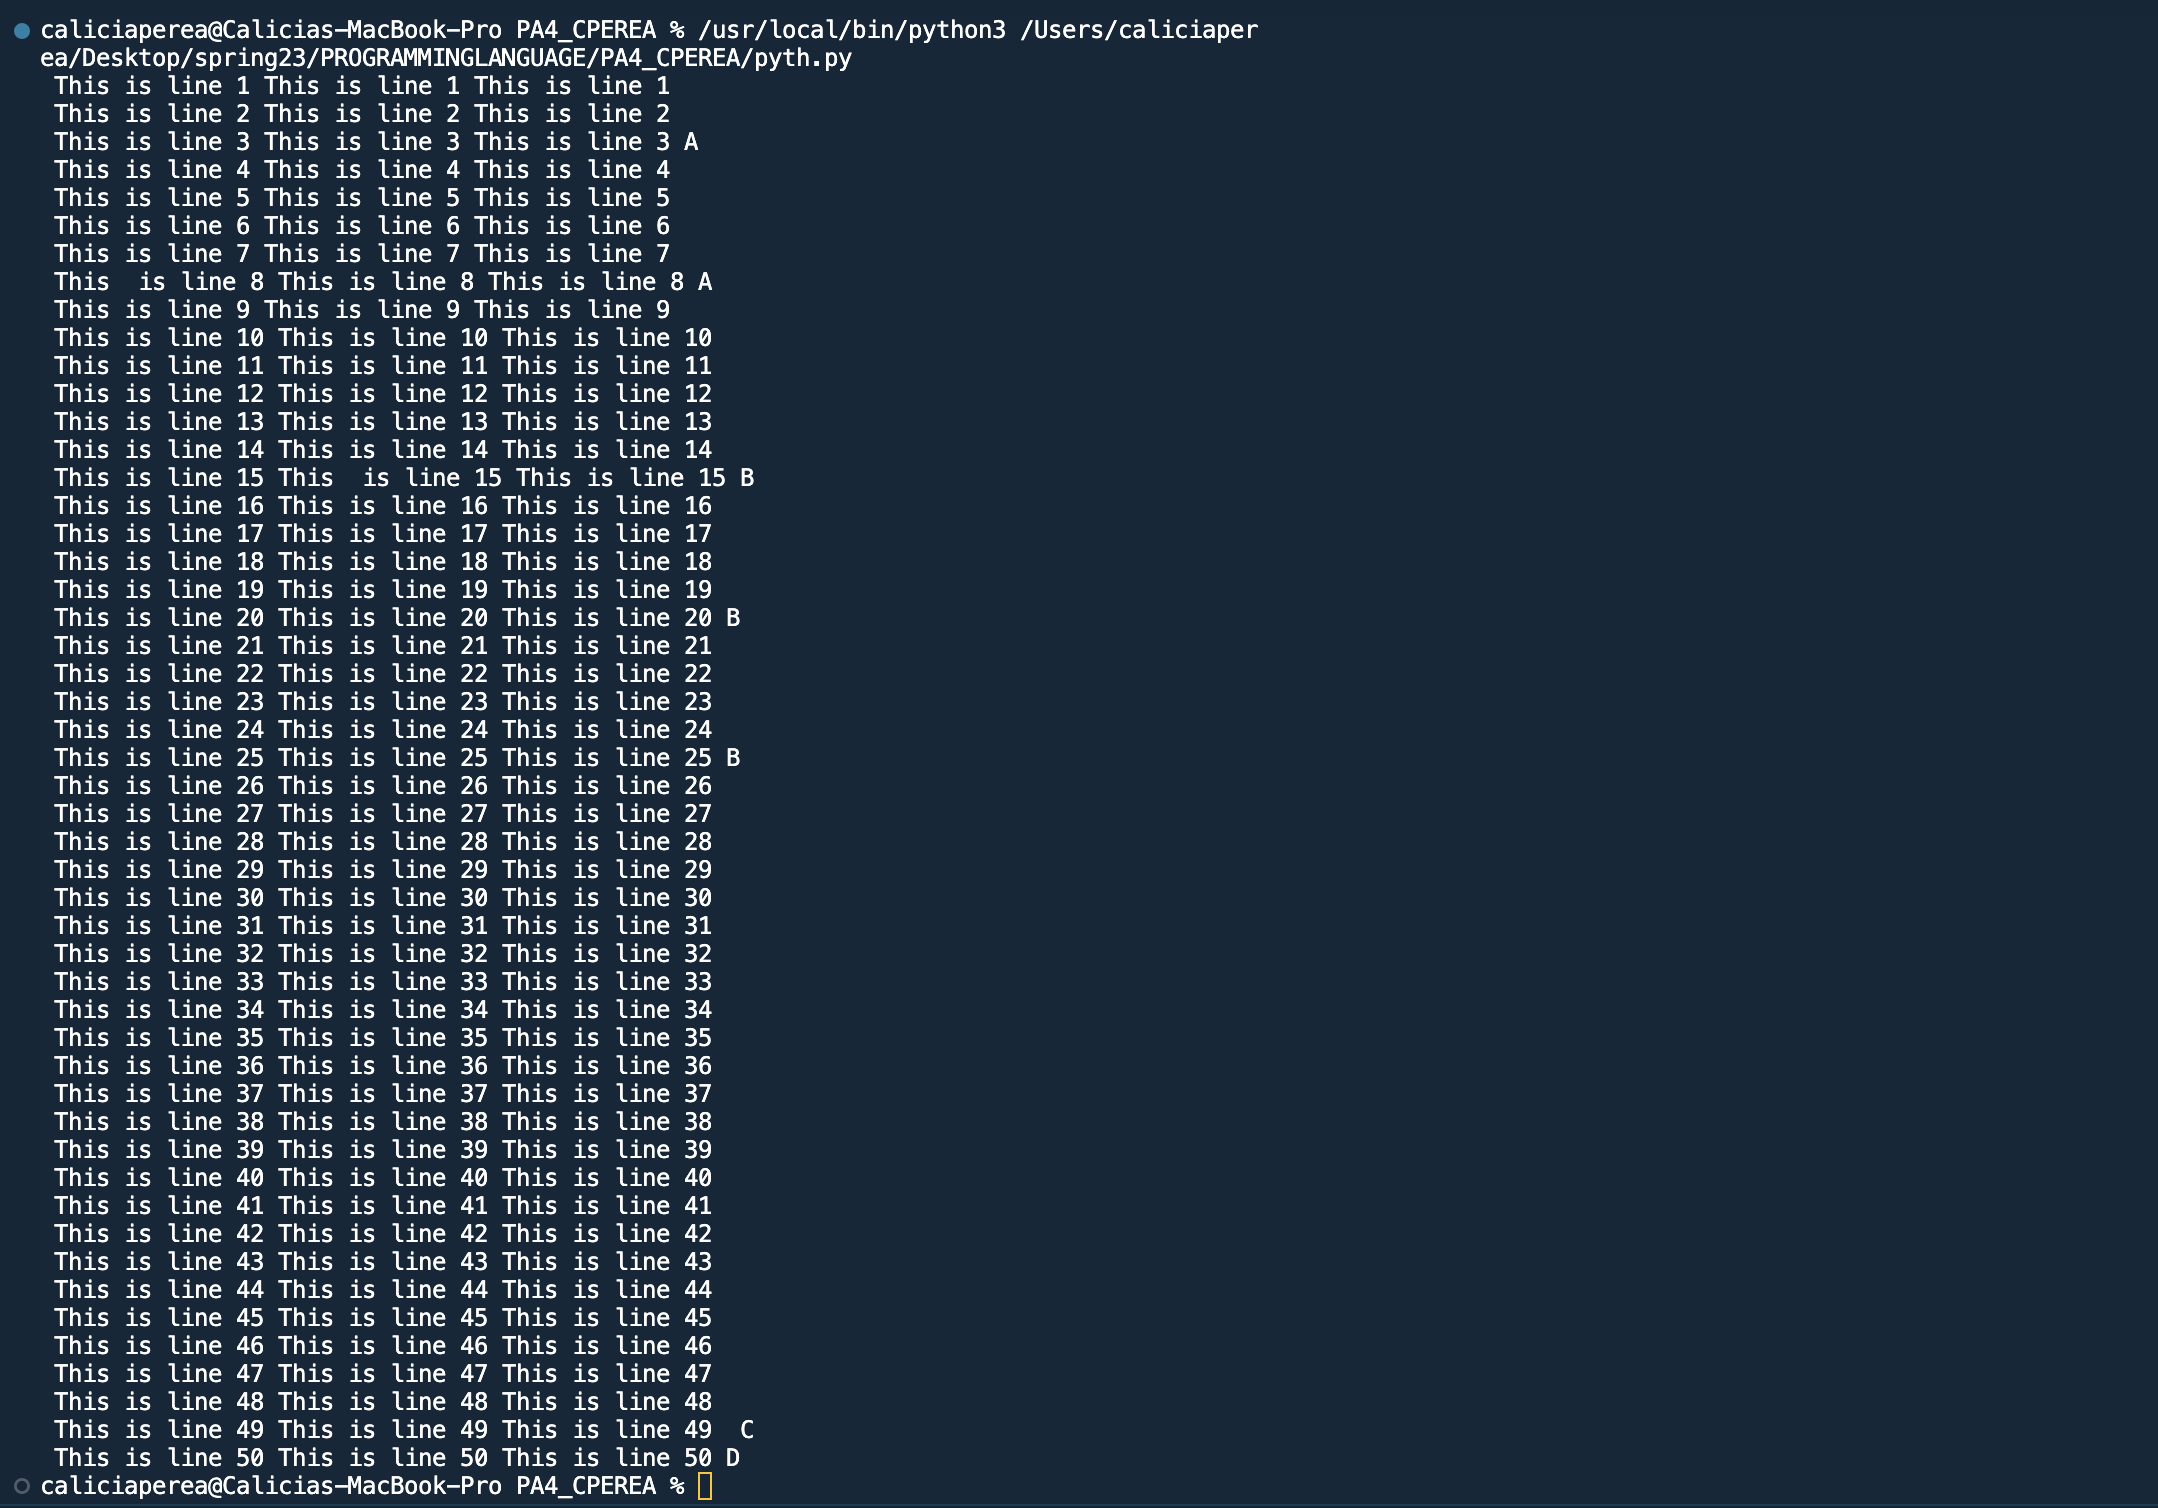 caliciaperea@Calicias-MacBook-Pro PA4_CPEREA % /usr/local/bin/python3 /Users/caliciaper
ea/Desktop/spring23/PROGRAMMINGLANGUAGE/PA4_CPEREA/pyth.py
 This is line 1 This is line 1 This is line 1
 This is line 2 This is line 2 This is line 2
 This is line 3 This is line 3 This is line 3 A
 This is line 4 This is line 4 This is line 4
 This is line 5 This is line 5 This is line 5
 This is line 6 This is line 6 This is line 6
 This is line 7 This is line 7 This is line 7
 This  is line 8 This is line 8 This is line 8 A
 This is line 9 This is line 9 This is line 9
 This is line 10 This is line 10 This is line 10
 This is line 11 This is line 11 This is line 11
 This is line 12 This is line 12 This is line 12
 This is line 13 This is line 13 This is line 13
 This is line 14 This is line 14 This is line 14
 This is line 15 This  is line 15 This is line 15 B
 This is line 16 This is line 16 This is line 16
 This is line 17 This is line 17 This is line 17
 This is line 18 This is line 18 This is line 18
 This is line 19 This is line 19 This is line 19
 This is line 20 This is line 20 This is line 20 B
 This is line 21 This is line 21 This is line 21
 This is line 22 This is line 22 This is line 22
 This is line 23 This is line 23 This is line 23
 This is line 24 This is line 24 This is line 24
 This is line 25 This is line 25 This is line 25 B
 This is line 26 This is line 26 This is line 26
 This is line 27 This is line 27 This is line 27
 This is line 28 This is line 28 This is line 28
 This is line 29 This is line 29 This is line 29
 This is line 30 This is line 30 This is line 30
 This is line 31 This is line 31 This is line 31
 This is line 32 This is line 32 This is line 32
 This is line 33 This is line 33 This is line 33
 This is line 34 This is line 34 This is line 34
 This is line 35 This is line 35 This is line 35
 This is line 36 This is line 36 This is line 36
 This is line 37 This is line 37 This is line 37
 This is line 38 This is line 38 This is line 38
 This is line 39 This is line 39 This is line 39
 This is line 40 This is line 40 This is line 40
 This is line 41 This is line 41 This is line 41
 This is line 42 This is line 42 This is line 42
 This is line 43 This is line 43 This is line 43
 This is line 44 This is line 44 This is line 44
 This is line 45 This is line 45 This is line 45
 This is line 46 This is line 46 This is line 46
 This is line 47 This is line 47 This is line 47
 This is line 48 This is line 48 This is line 48
 This is line 49 This is line 49 This is line 49  C
 This is line 50 This is line 50 This is line 50 D
caliciaperea@Calicias-MacBook-Pro PA4_CPEREA %